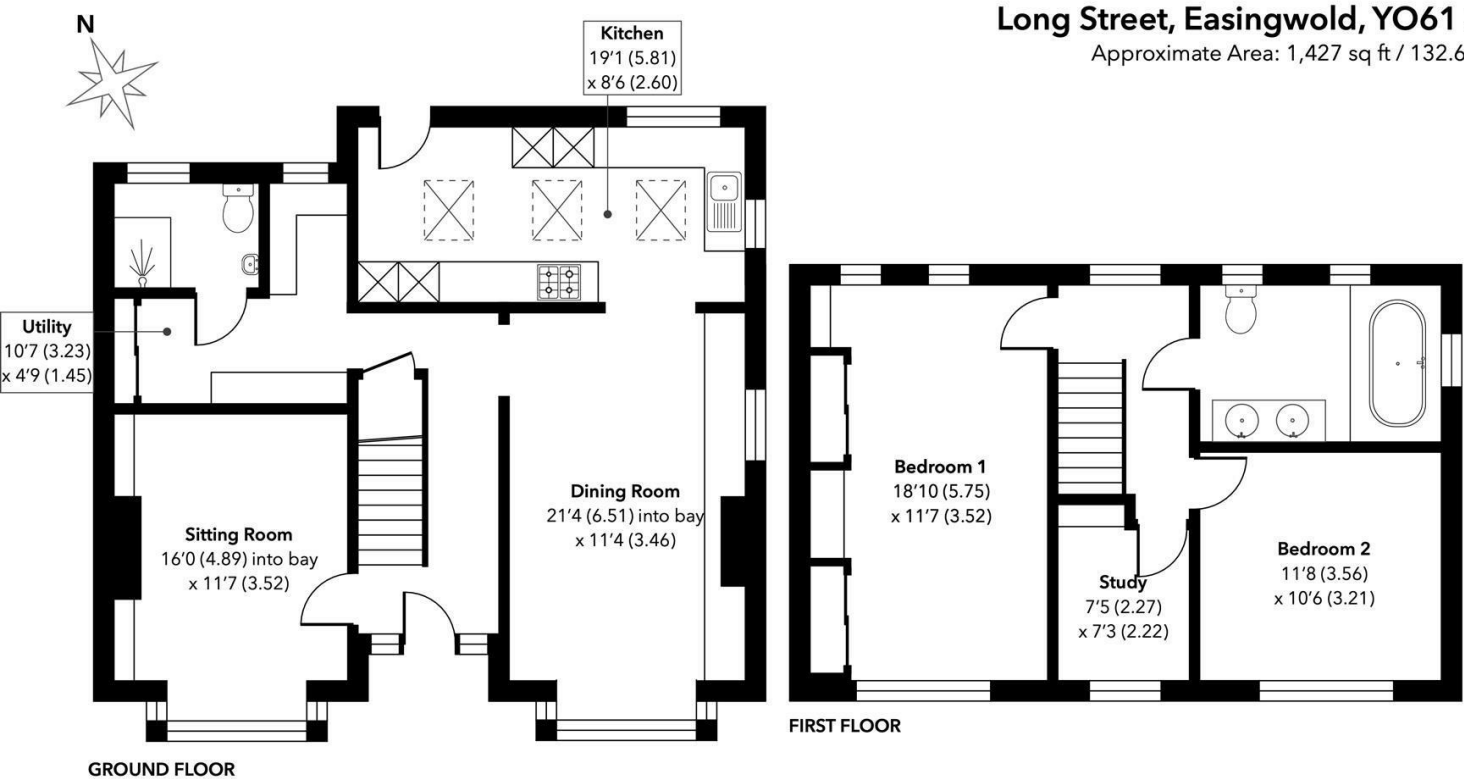 Long Street, Easingwold, YO61
Approximate Area: 1,427 sq ft / 132.6
N
Kitchen
19'1 (5.81)
x 8'6 (2.60)
Utility
10'7 (3.23)
x 4'9 (1.45)
Sitting Room
16'0 (4.89) into bay
x 11'7 (3.52)
Dining Room
21'4 (6.51) into bay
x 11'4 (3.46)
GROUND FLOOR
Bedroom 1
18'10 (5.75)
x 11'7 (3.52)
Study
7'5 (2.27)
x 7'3 (2.22)
Bedroom 2
11'8 (3.56)
x 10'6 (3.21)
FIRST FLOOR